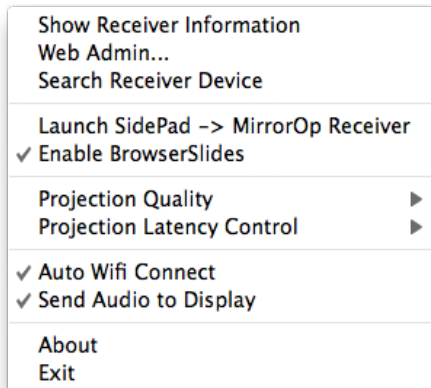 Show Receiver Information
Web Admin...
Search Receiver Device
Launch SidePad -> MirrorOp Receiver
Enable BrowserSlides
Projection Quality
Projection Latency Control
Auto Wifi Connect
Send Audio to Display
About
Exit